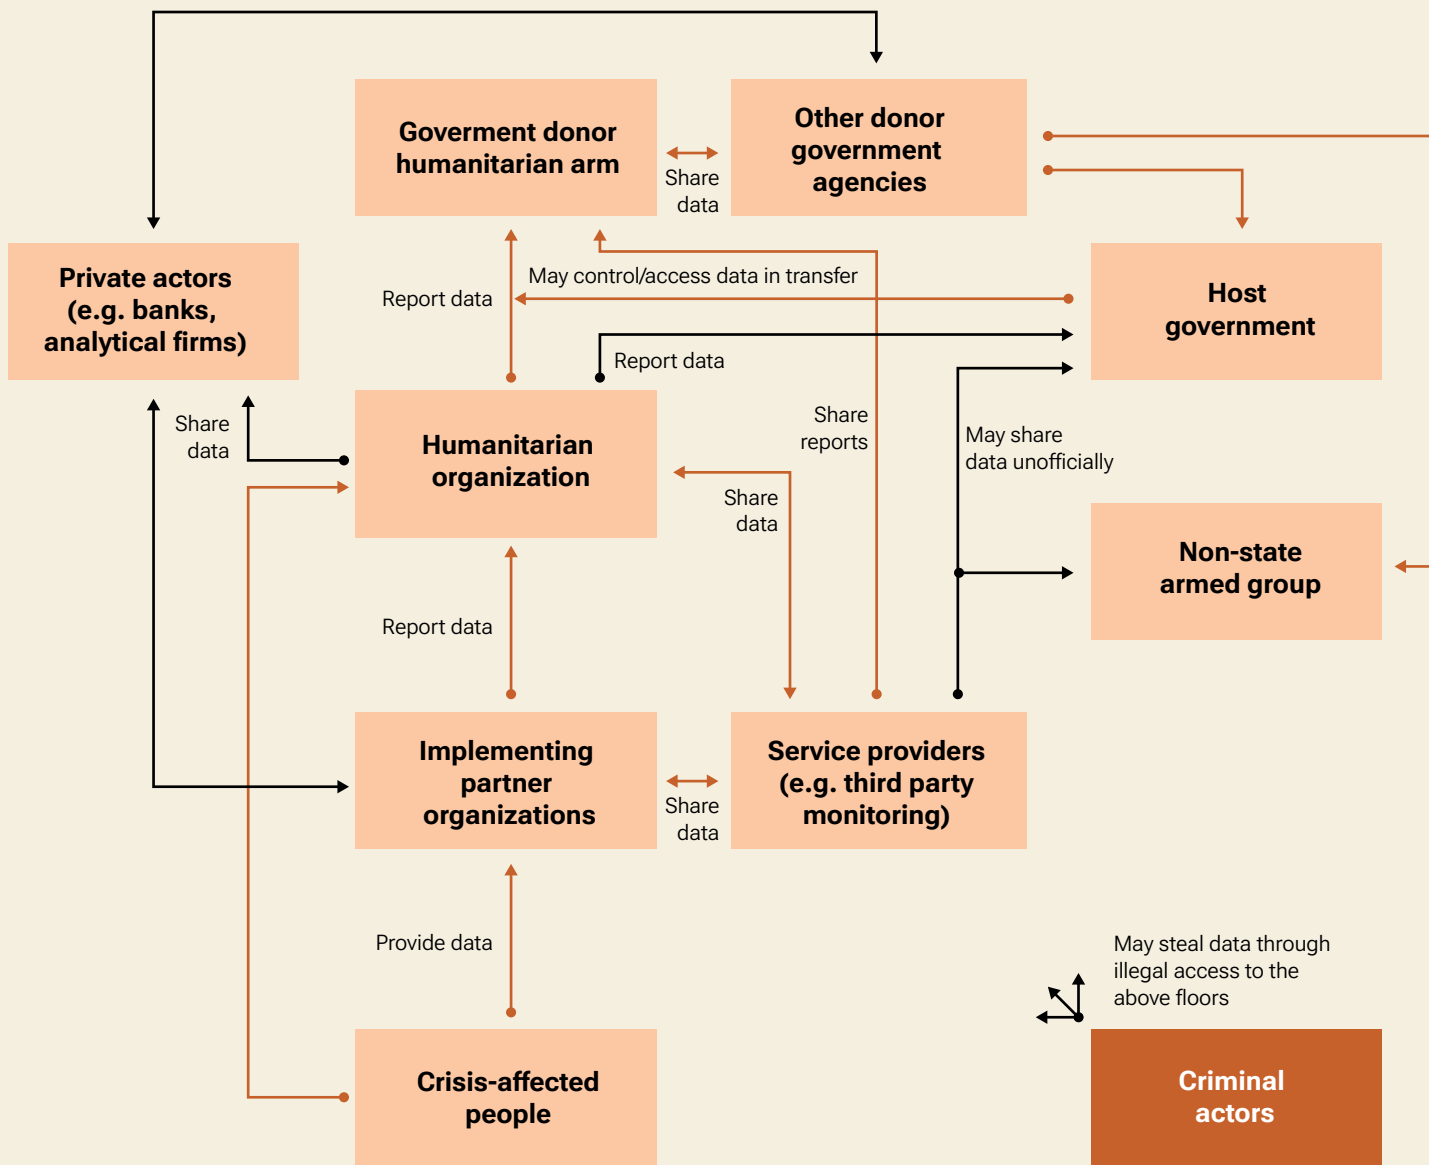 Goverment donor
humanitarian arm
Other donor
government
agencies
Share
data
Private actors
(e.g. banks,
analytical firms)
Report data
May control/access data in transfer
Host
government
Report data
Share
data
Humanitarian
organization
Share
reports
May share
data unofficially
Share
data
Non-state
armed group
Report data
Implementing
partner
organizations
Share
data
Service providers
(e.g. third party
monitoring)
Provide data
May steal data through
illegal access to the
above floors
Crisis-affected
people
Criminal
actors